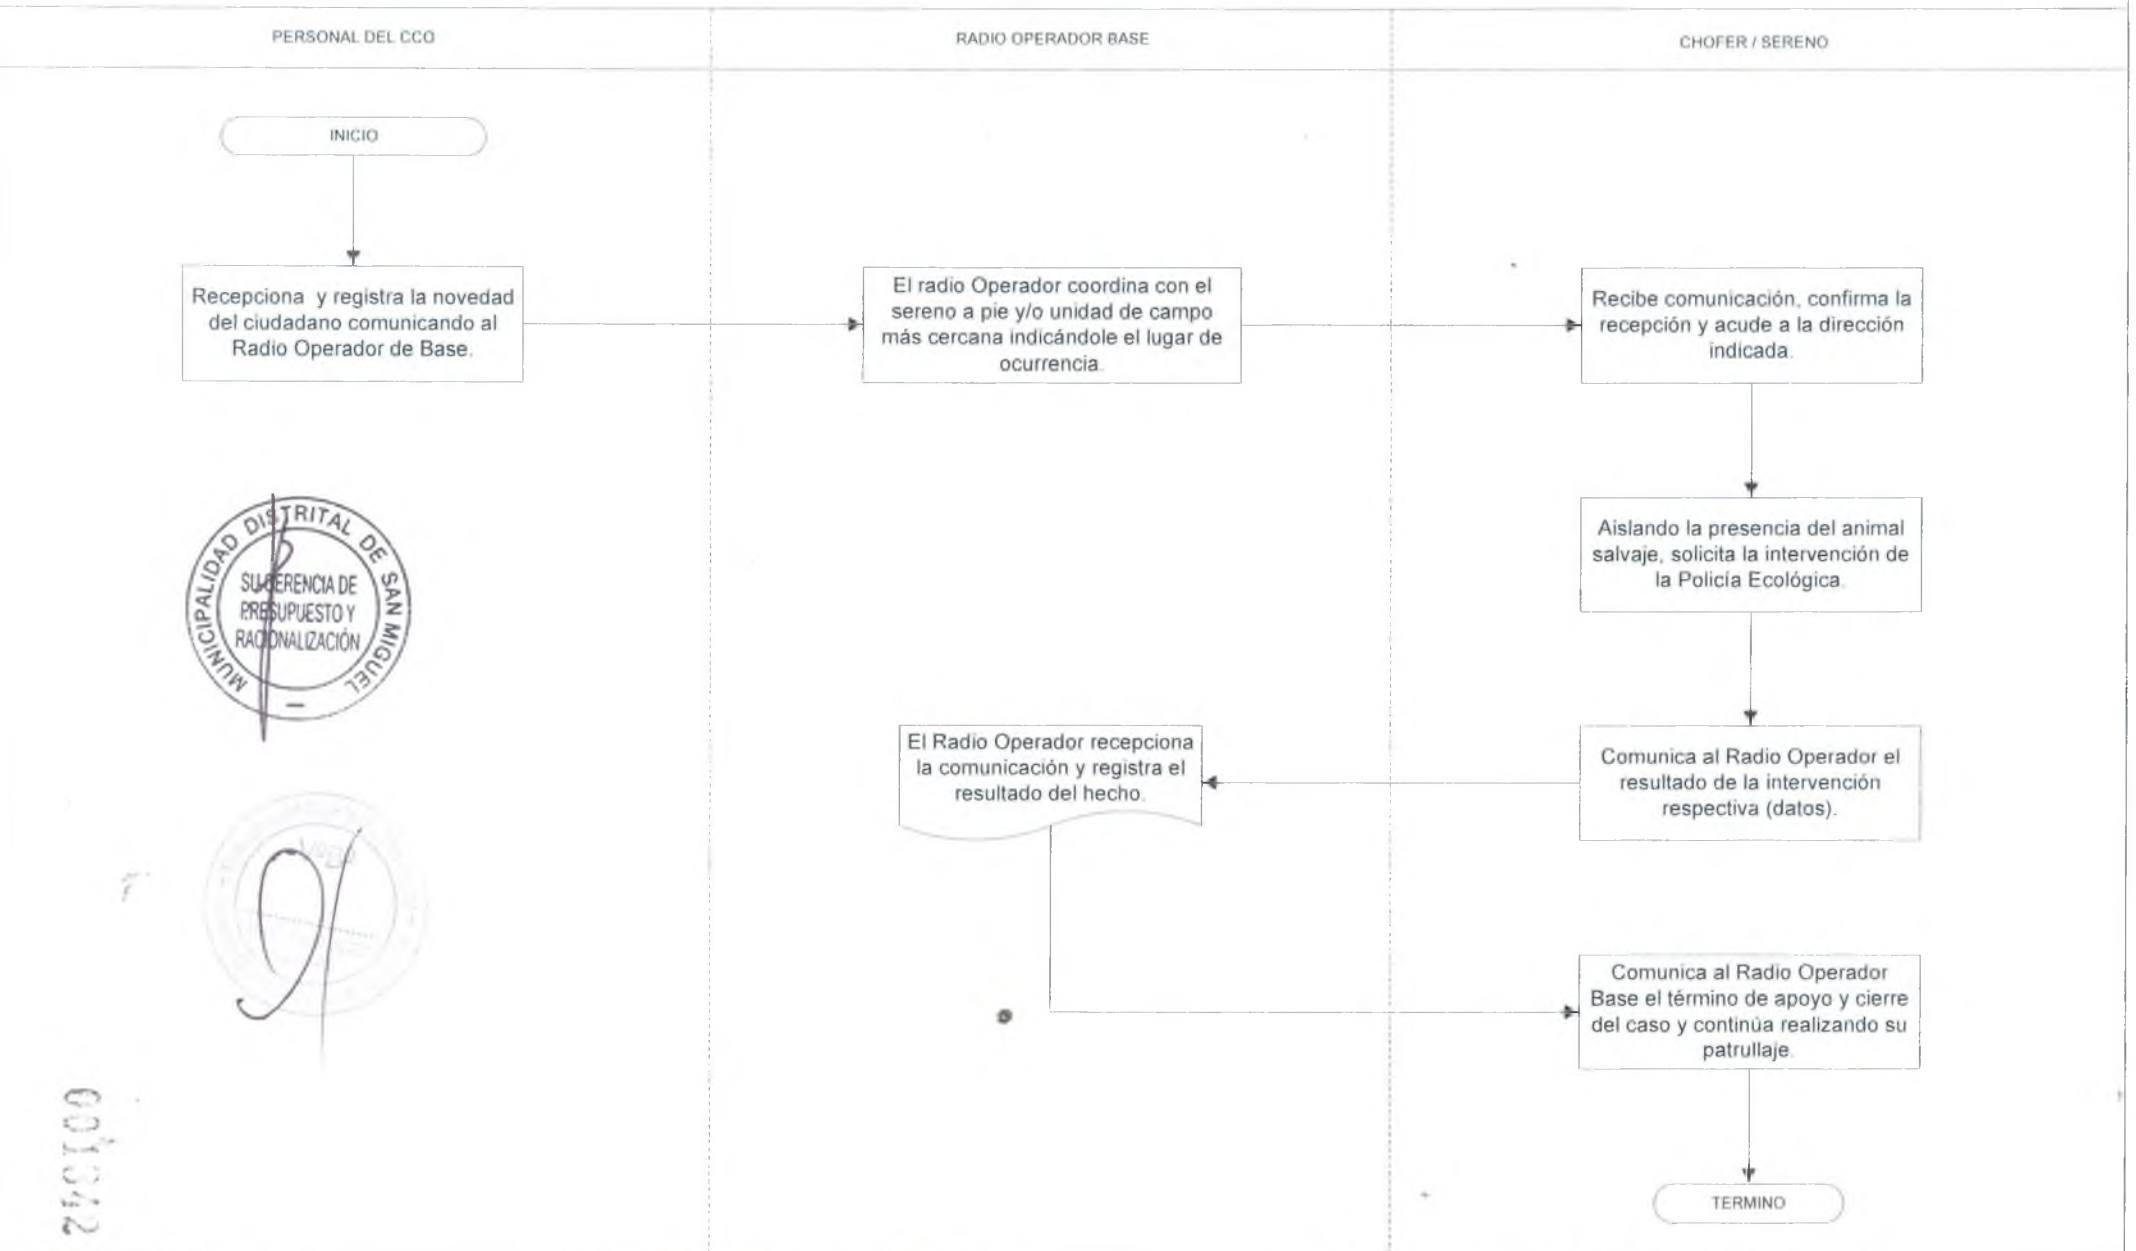 PERSONAL DEL CCO
RADIO OPERADOR BASE
CHOFER / SERENO
INICIO
Recepciona y registra la novedad
del ciudadano comunicando al
Radio Operador de Base.
El radio Operador coordina con el
sereno a pie y/o unidad de campo
más cercana indicándole el lugar de
ocurrencia.
Recibe comunicación, confirma la
recepción y acude a la dirección
indicada.
Aislando la presencia del animal
salvaje, solicita la intervención de
la Policía Ecológica.
MUNICIPALIDAD DISTRITAL DE SAN MIGUEL
SUBGERENCIA DE
PRESUPUESTO Y
RACIONALIZACIÓN
El Radio Operador recepciona
la comunicación y registra el
resultado del hecho.
Comunica al Radio Operador el
resultado de la intervención
respectiva (datos).
Comunica al Radio Operador
Base el término de apoyo y cierre
del caso y continúa realizando su
patrullaje.
001342
TERMINO